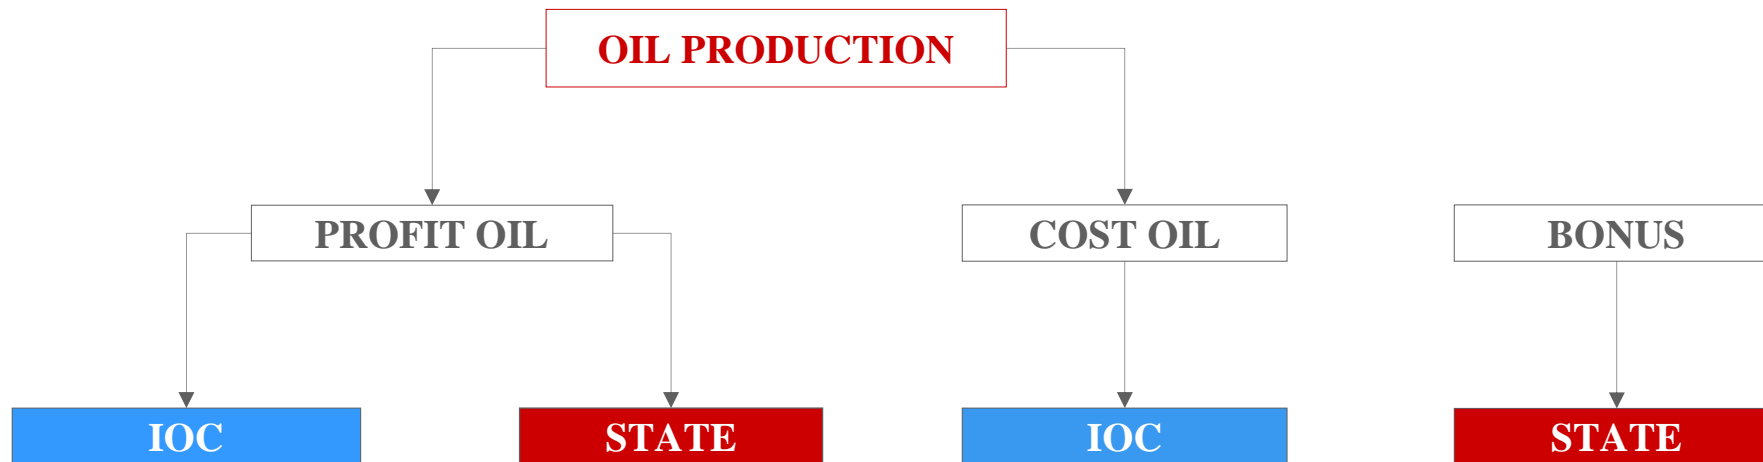 OIL PRODUCTION
PROFIT OIL
COST OIL
BONUS
IOC
STATE
IOC
STATE